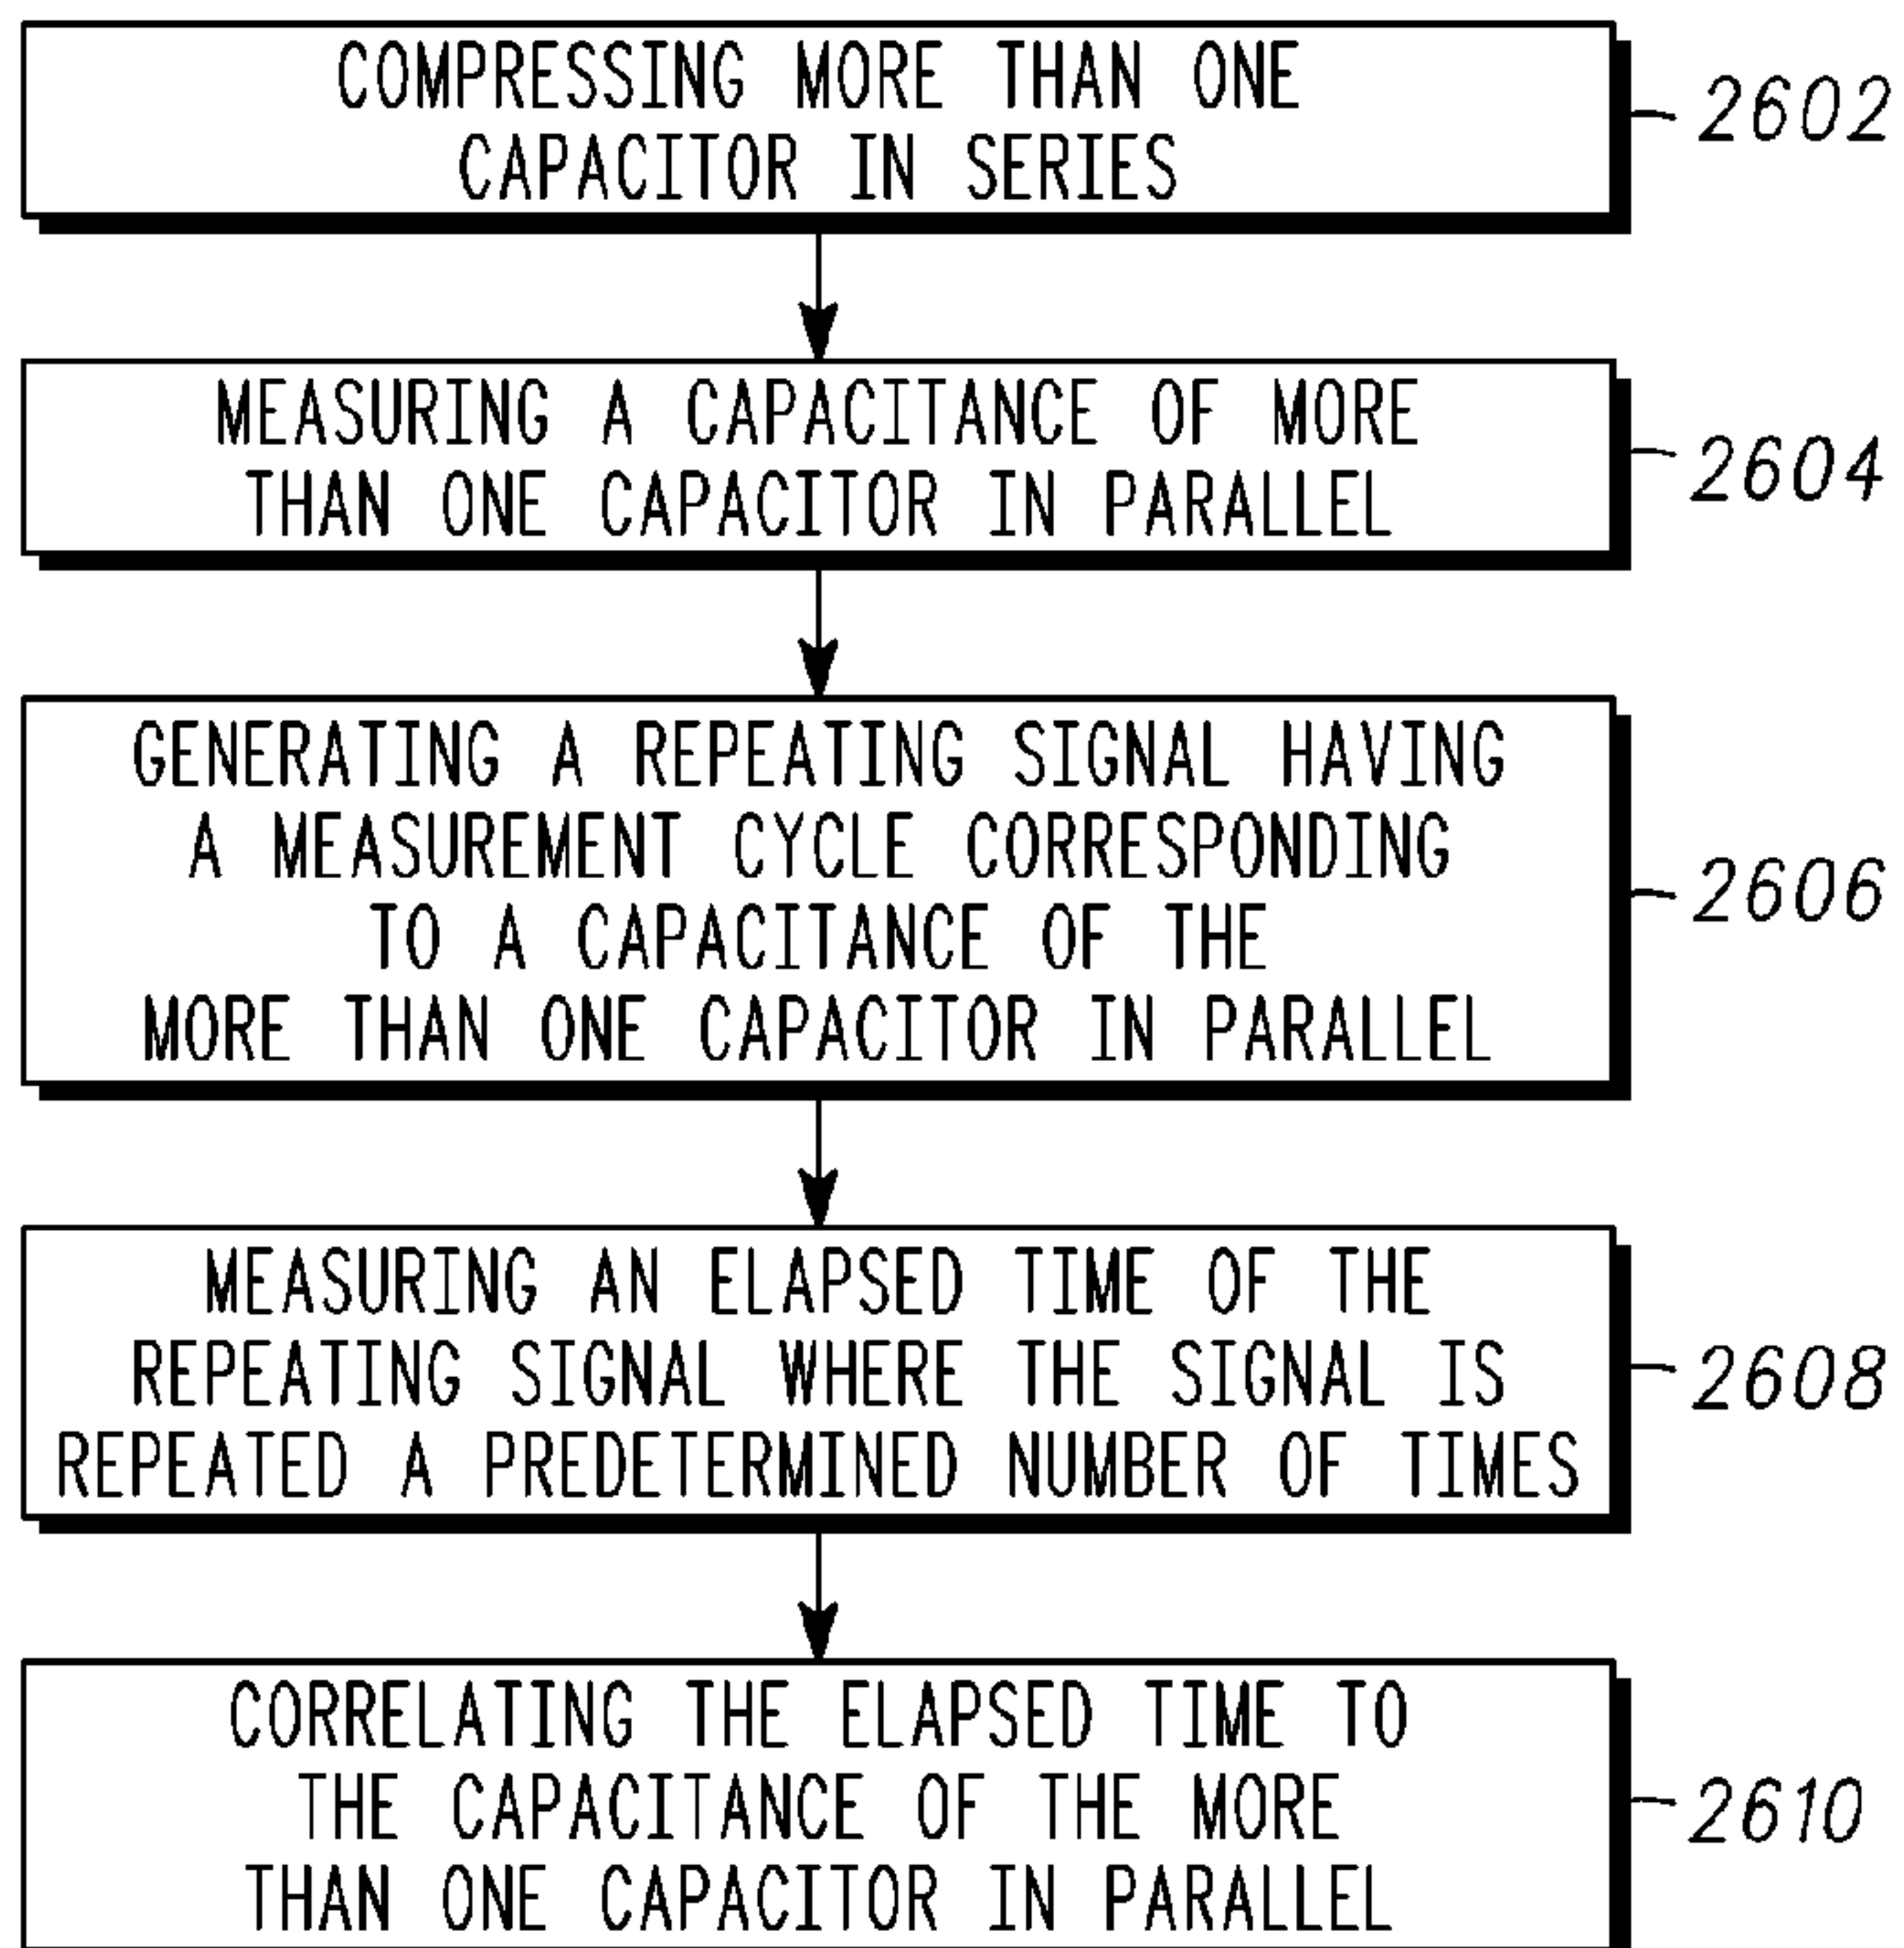 COMPRESSING MORE THAN ONE
CAPACITOR IN SERIES
2602
MEASURING A CAPACITANCE OF MORE
THAN ONE CAPACITOR IN PARALLEL
2604
GENERATING A REPEATING SIGNAL HAVING
A MEASUREMENT CYCLE CORRESPONDING
TO A CAPACITANCE OF THE
MORE THAN ONE CAPACITOR IN PARALLEL
2606
MEASURING AN ELAPSED TIME OF THE
REPEATING SIGNAL WHERE THE SIGNAL IS
REPEATED A PREDETERMINED NUMBER OF TIMES
2608
CORRELATING THE ELAPSED TIME TO
THE CAPACITANCE OF THE MORE
THAN ONE CAPACITOR IN PARALLEL
2610